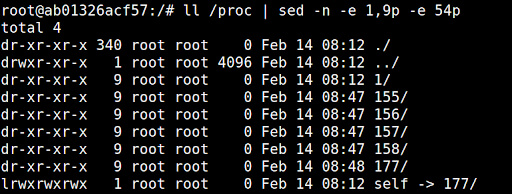 root@ab01326acf57:/# ll /proc | sed -n -e 1,9p -e 54p
total 4
dr-xr-xr-x 340 root root    0 Feb 14 08:12 ./
drwxr-xr-x   1 root root 4096 Feb 14 08:12 ../
dr-xr-xr-x   9 root root    0 Feb 14 08:12 1/
dr-xr-xr-x   9 root root    0 Feb 14 08:47 155/
dr-xr-xr-x   9 root root    0 Feb 14 08:47 156/
dr-xr-xr-x   9 root root    0 Feb 14 08:47 157/
dr-xr-xr-x   9 root root    0 Feb 14 08:47 158/
dr-xr-xr-x   9 root root    0 Feb 14 08:48 177/
lrwxrwxrwx   1 root root    0 Feb 14 08:12 self -> 177/